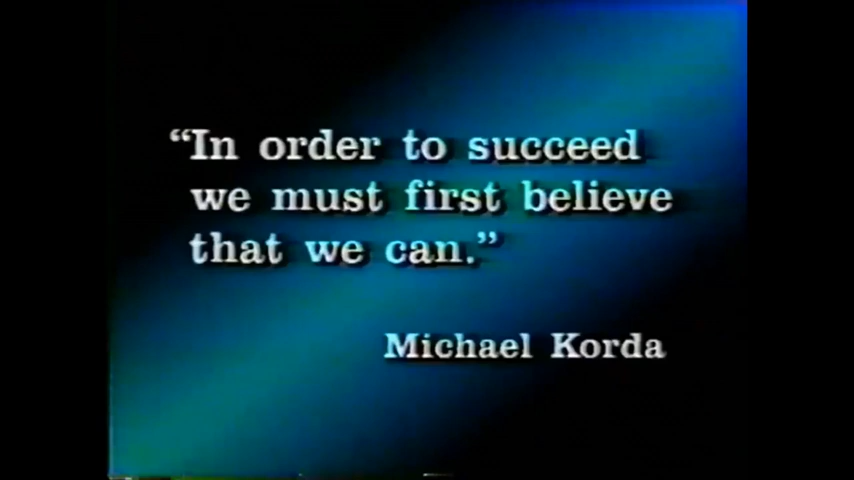 “In order to succeed
we must first believe
that we can.”
Michael Korda